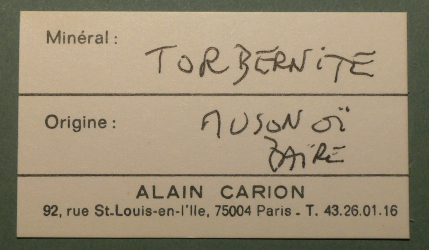 Minéral : TORBERNiTE
Origine : MUSONOÏ
ZAÏRE
ALAIN CARION
92, rue St-Louis-en-l'Ile, 75004 Paris - T. 43.26.01.16